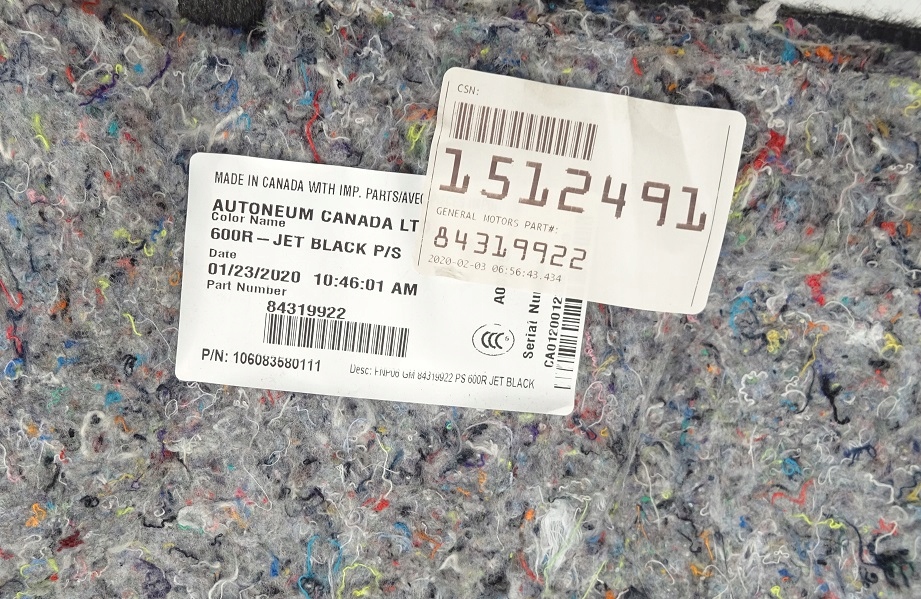 CSN:
1512491
GENERAL MOTORS PART#:
84319922
2020-02-03 06:56:43.434
MADE IN CANADA WITH IMP. PARTS/AVEC
AUTONEUM CANADA LT
Color Name
600R-JET BLACK P/S
Date
01/23/2020 10:46:01 AM
Part Number
84319922
P/N: 106083680111
Desc: FNP06 GM 84319922 PS 600R JET BLACK
A0
CCC
Serial Nu
CA0120012